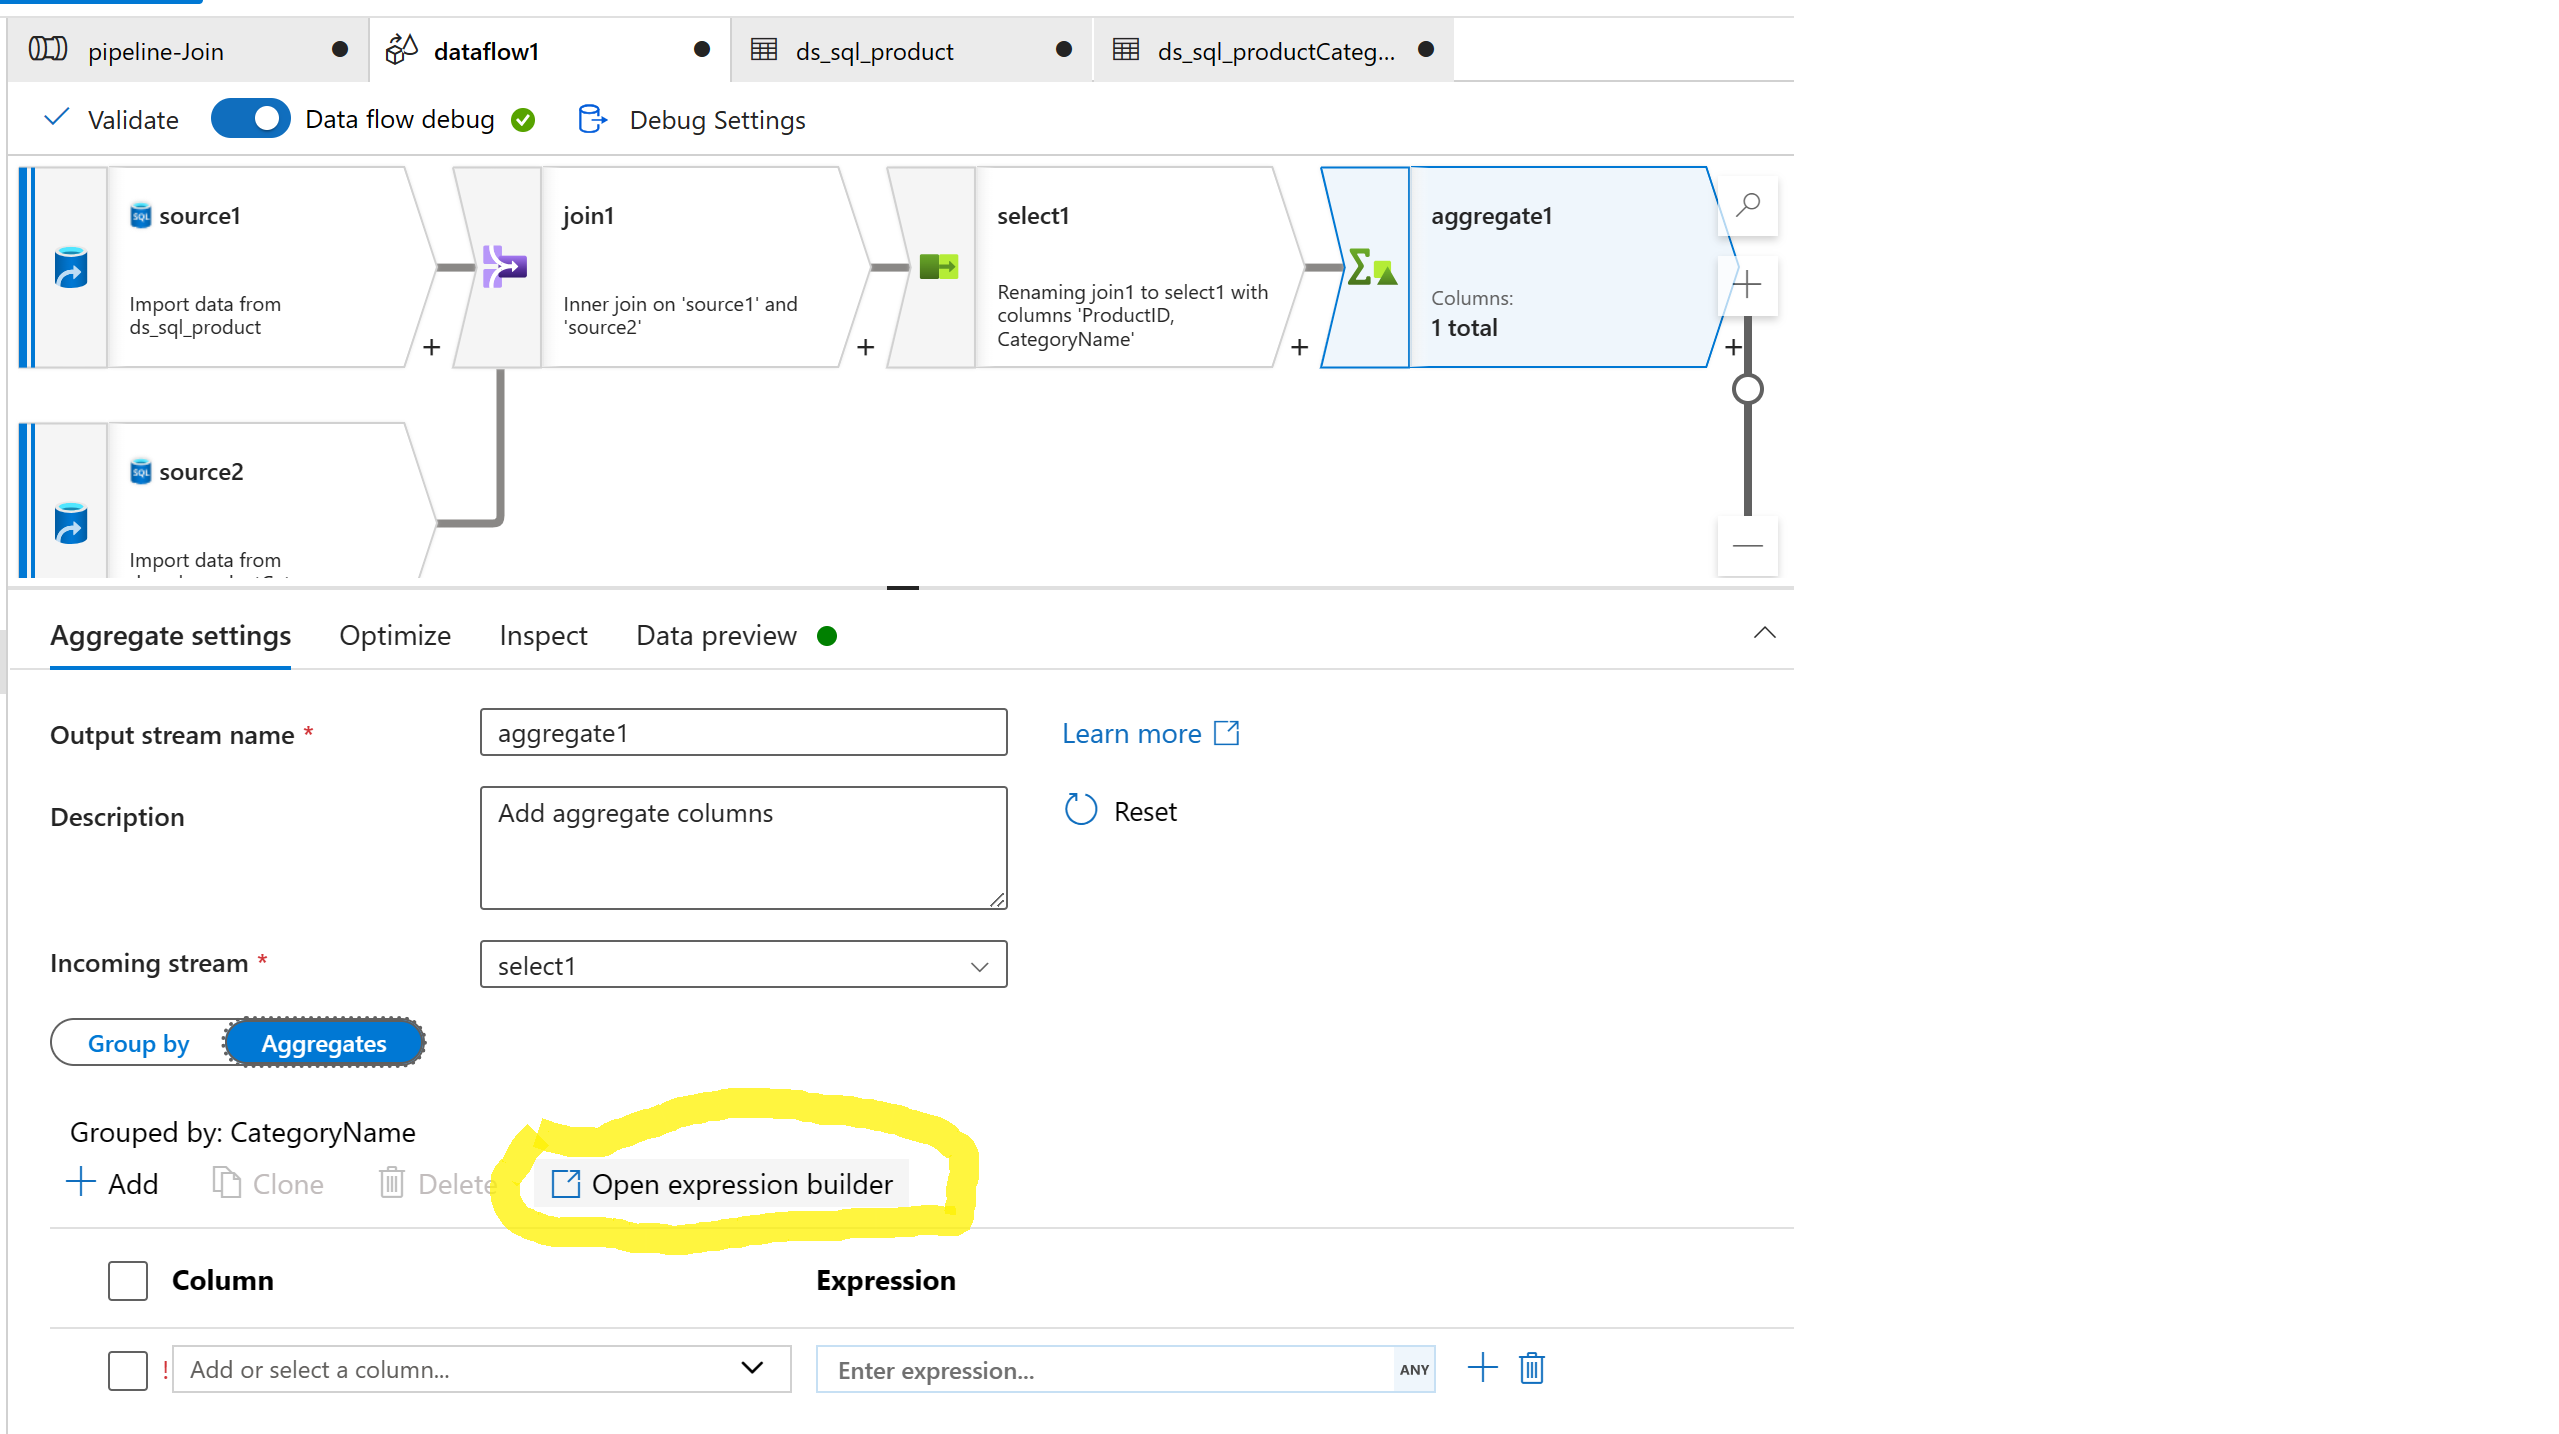 pipeline-Join
dataflow1
ds_sql_product
ds_sql_productCateg...
Validate
Data flow debug
Debug Settings
SQL source1
Import data from
ds_sql_product
join1
Inner join on 'source1' and
'source2'
select1
Renaming join1 to select1 with
columns 'ProductID,
CategoryName'
aggregate1
Columns:
1 total
SQL source2
Import data from
Aggregate settings
Optimize
Inspect
Data preview
Output stream name *
aggregate1
Learn more
Description
Add aggregate columns
Reset
Incoming stream *
select1
Group by
Aggregates
Grouped by: CategoryName
Add
Clone
Delete
Open expression builder
Column
Expression
! Add or select a column...
Enter expression...
ANY